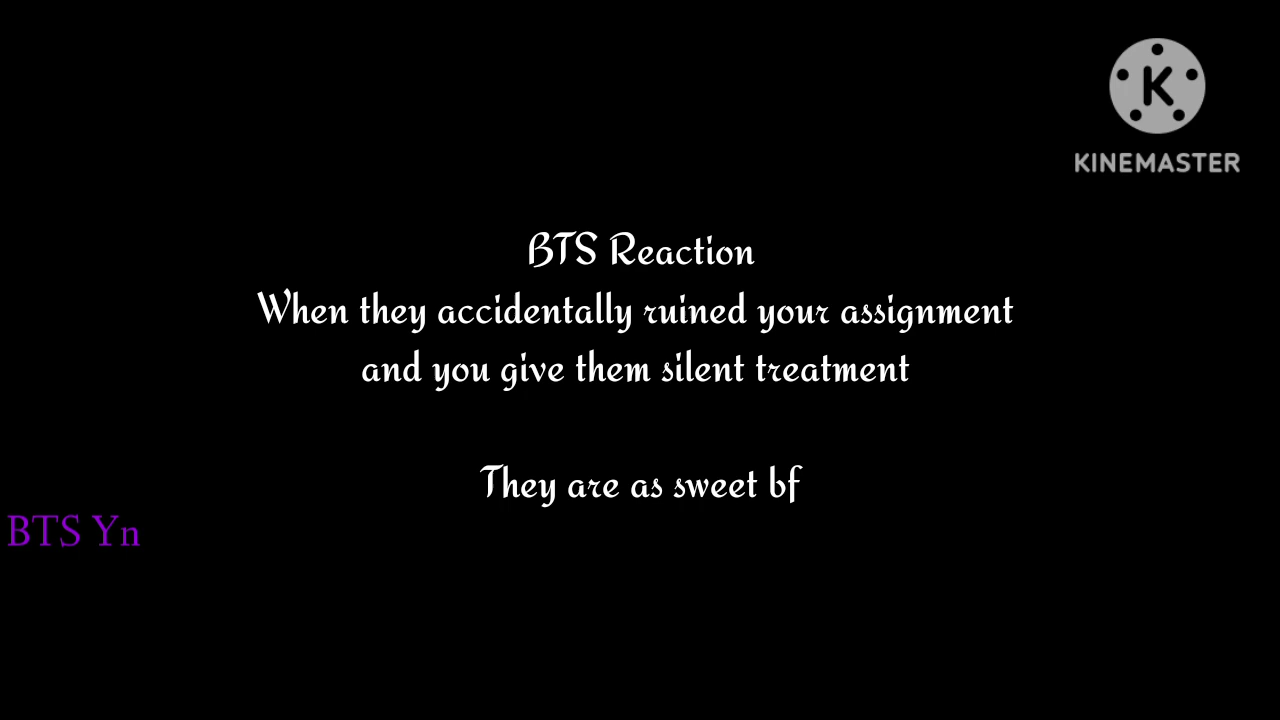 K
KINEMASTER
BTS Reaction
When they accidentally ruined your assignment
and you give them silent treatment
They are as sweet bf
BTS Yn